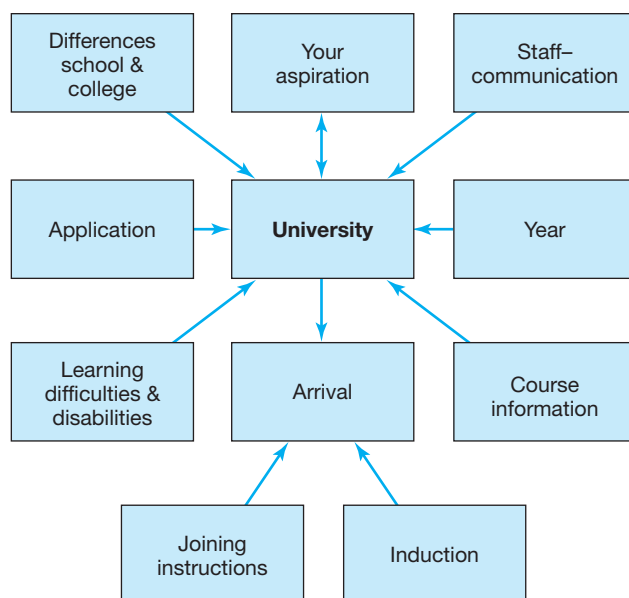 Differences
school &
college
Your
aspiration
Staff–
communication
Application
University
Year
Learning
difficulties &
disabilities
Arrival
Course
information
Joining
instructions
Induction